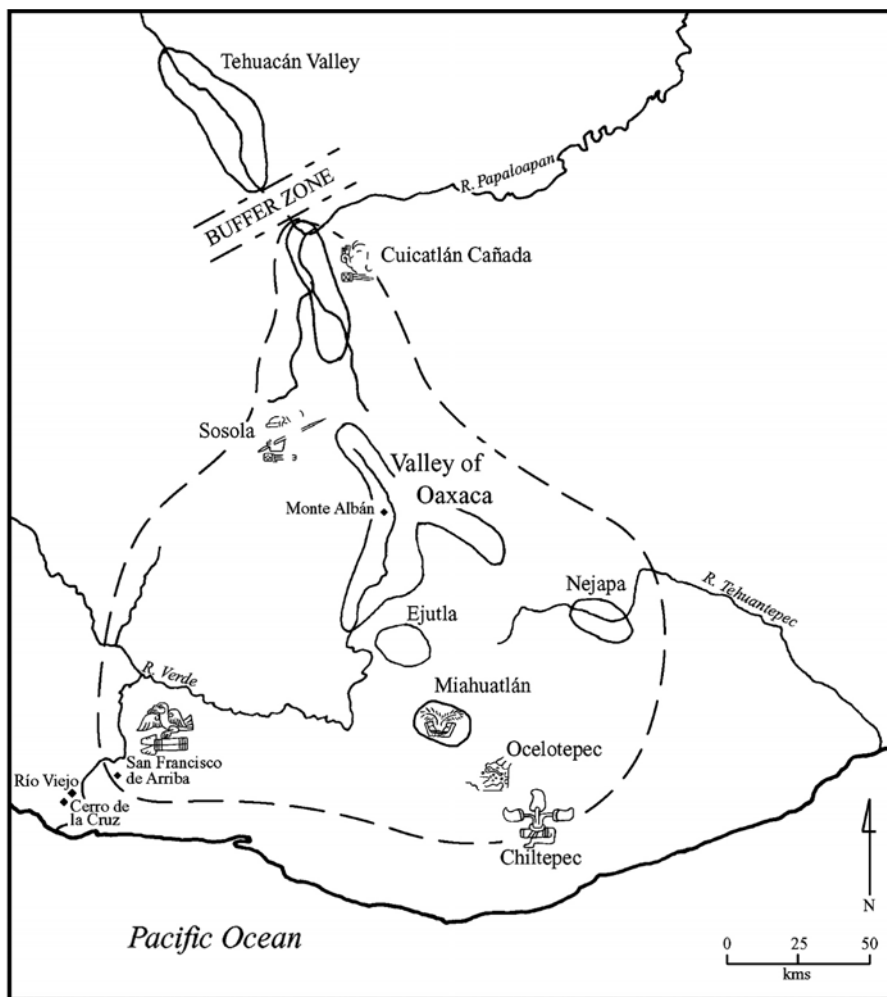 Tehuacán Valley
R. Papaloapan
BUFFER ZONE
Cuicatlán Cañada
Sosola
Valley of
Oaxaca
Monte Albán
Nejapa
R. Tehuantepec
Ejutla
R. Verde
Miahuatlán
Ocelotepec
San Francisco
de Arriba
Río Viejo
Cerro de
la Cruz
Chiltepec
N
Pacific Ocean
0 25 50
kms